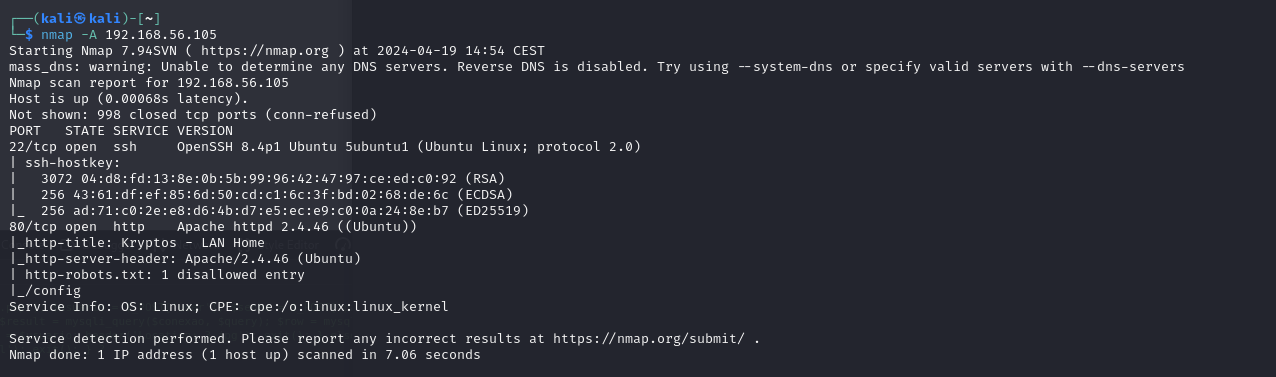 ┌──(kali㉿kali)-[~]
└─$ nmap -A 192.168.56.105
Starting Nmap 7.94SVN ( https://nmap.org ) at 2024-04-19 14:54 CEST
mass_dns: warning: Unable to determine any DNS servers. Reverse DNS is disabled. Try using --system-dns or specify valid servers with --dns-servers
Nmap scan report for 192.168.56.105
Host is up (0.00068s latency).
Not shown: 998 closed tcp ports (conn-refused)
PORT   STATE SERVICE VERSION
22/tcp open  ssh     OpenSSH 8.4p1 Ubuntu 5ubuntu1 (Ubuntu Linux; protocol 2.0)
| ssh-hostkey:
|   3072 04:d8:fd:13:8e:0b:5b:99:96:42:47:97:ce:ed:c0:92 (RSA)
|   256 43:61:df:ef:85:6d:50:cd:c1:6c:3f:bd:02:68:de:6c (ECDSA)
|_  256 ad:71:c0:2e:e8:d6:4b:d7:e5:ec:e9:c0:0a:24:8e:b7 (ED25519)
80/tcp open  http    Apache httpd 2.4.46 ((Ubuntu))
|_http-title: Kryptos - LAN Home
|_http-server-header: Apache/2.4.46 (Ubuntu)
| http-robots.txt: 1 disallowed entry
|_/config
Service Info: OS: Linux; CPE: cpe:/o:linux:linux_kernel

Service detection performed. Please report any incorrect results at https://nmap.org/submit/ .
Nmap done: 1 IP address (1 host up) scanned in 7.06 seconds